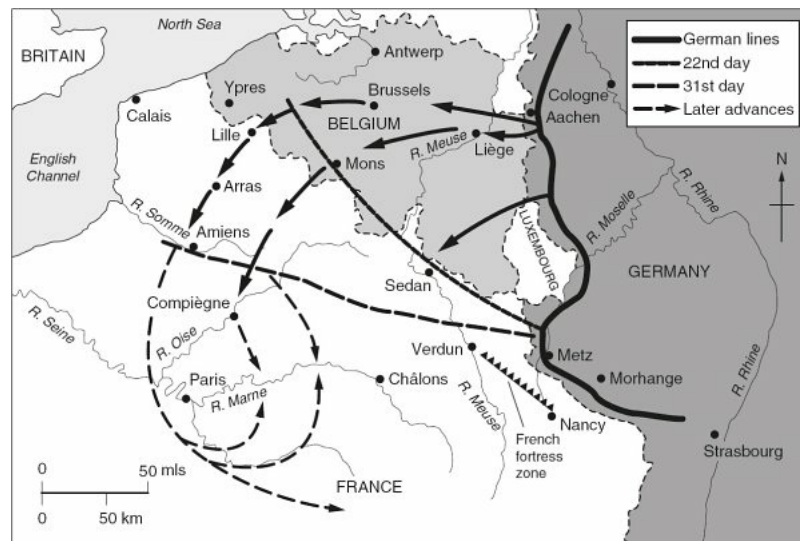 North Sea
BRITAIN
Antwerp
German lines
22nd day
31st day
Later advances
Ypres
Brussels
Cologne
Calais
Aachen
Lille
BELGIUM
R. Meuse
Liège
English
Channel
Mons
N
Arras
R. Rhine
R. Somme
R. Moselle
Amiens
LUXEMBOURG
GERMANY
Sedan
Compiègne
R. Seine
R. Oise
Verdun
Metz
R. Rhine
Paris
R. Marne
Châlons
Morhange
R. Meuse
Nancy
French
fortress
zone
Strasbourg
0 50 mls
0 50 km
FRANCE